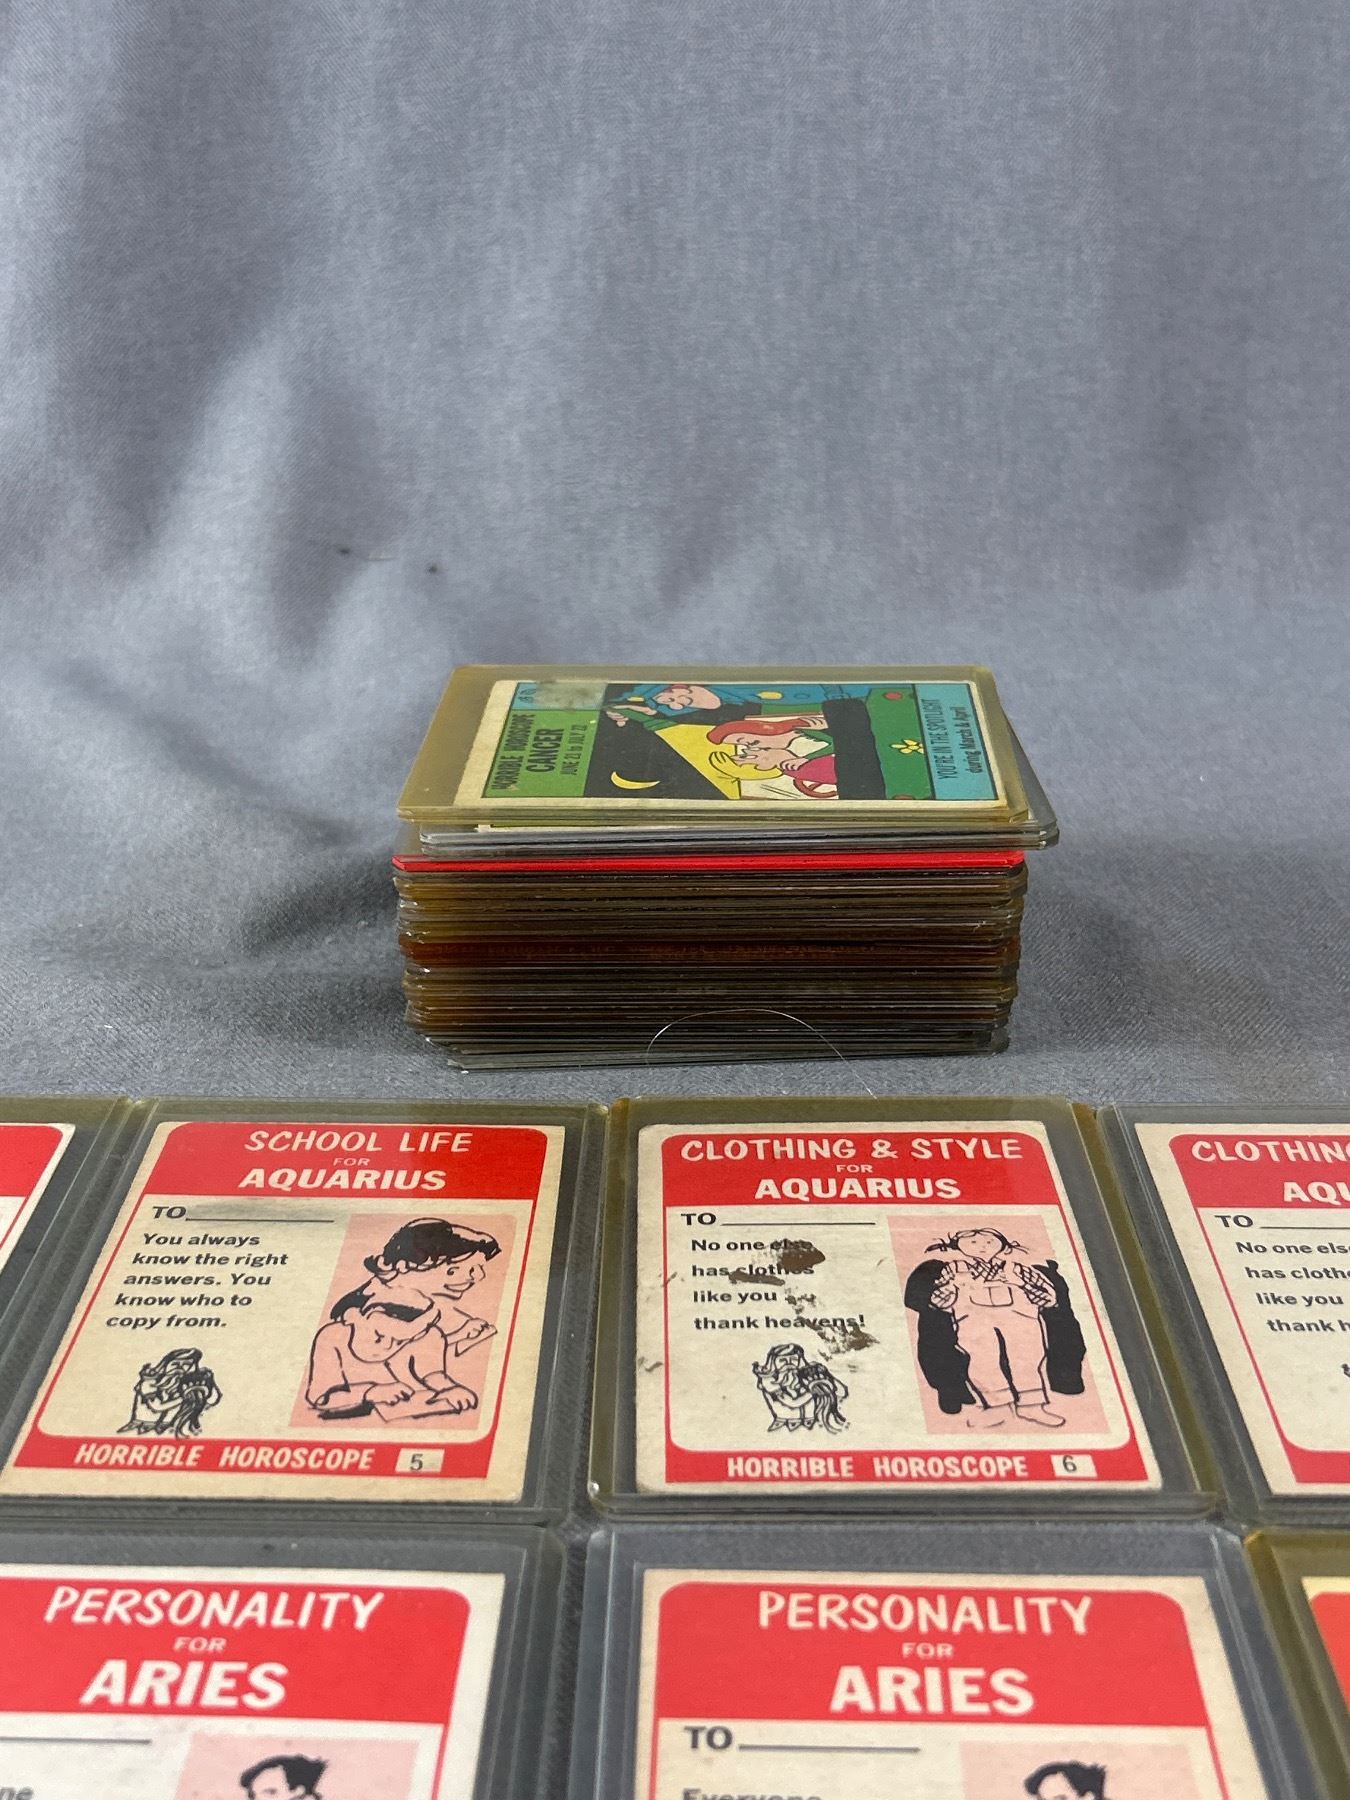 HORRIBLE HOROSCOPE
CANCER
JUNE 21 to JULY 22
YOU'RE IN THE SPOTLIGHT
during March & April
SCHOOL LIFE
FOR
AQUARIUS
TO
You always
know the right
answers. You
know who to
copy from.
HORRIBLE HOROSCOPE 5
CLOTHING & STYLE
FOR
AQUARIUS
TO
No one else
has clothes
like you . . .
thank heavens!
HORRIBLE HOROSCOPE 6
CLOTHING
AQU
TO
No one else
has clothe
like you
thank h
PERSONALITY
FOR
ARIES
PERSONALITY
FOR
ARIES
TO
Everyone